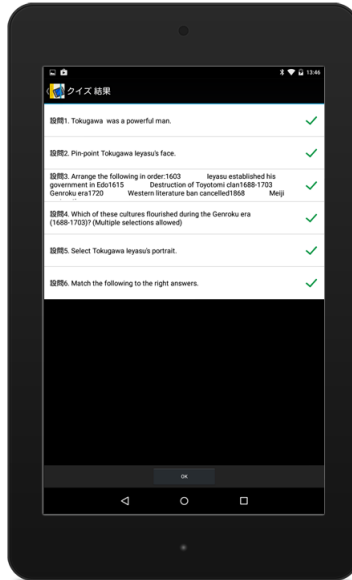 13:46
クイズ 結果
設問1. Tokugawa was a powerful man.
設問2. Pin-point Tokugawa Ieyasu's face.
設問3. Arrange the following in order:1603 Ieyasu established his
government in Edo1615 Destruction of Toyotomi clan1688-1703
Genroku era1720 Western literature ban cancelled1868 Meiji
設問4. Which of these cultures flourished during the Genroku era
(1688-1703)? (Multiple selections allowed)
設問5. Select Tokugawa Ieyasu's portrait.
設問6. Match the following to the right answers.
OK